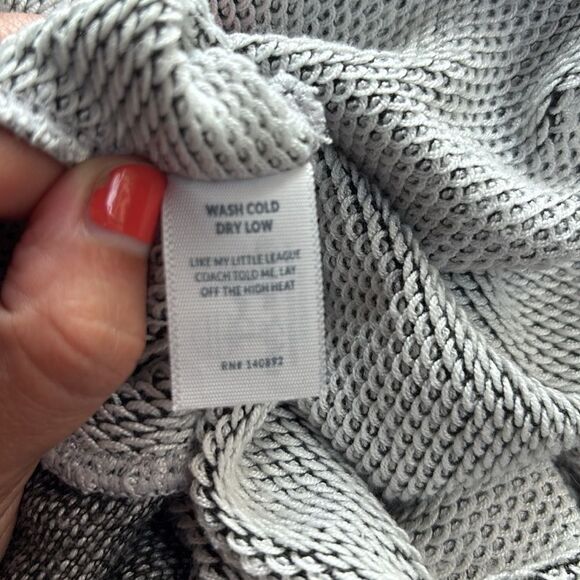 WASH COLD
DRY LOW
LIKE MY LITTLE LEAGUE
COACH TOLD ME, LAY
OFF THE HIGH HEAT
RN# 140892